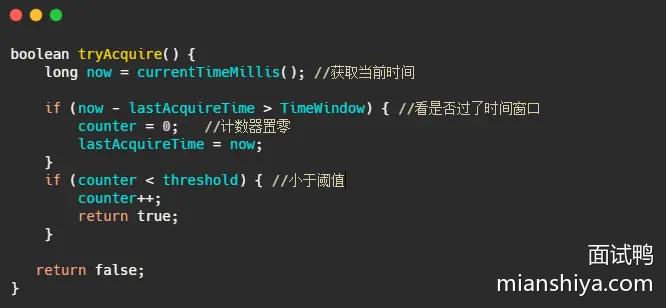 boolean tryAcquire() {
    long now = currentTimeMillis(); //获取当前时间
    if (now - lastAcquireTime > TimeWindow) { //看是否过了时间窗口
        counter = 0;   //计数器置零
        lastAcquireTime = now;
    }
    if (counter < threshold) { //小于阈值
        counter++;
        return true;
    }
   return false;
}
面试鸭
mianshiya.com